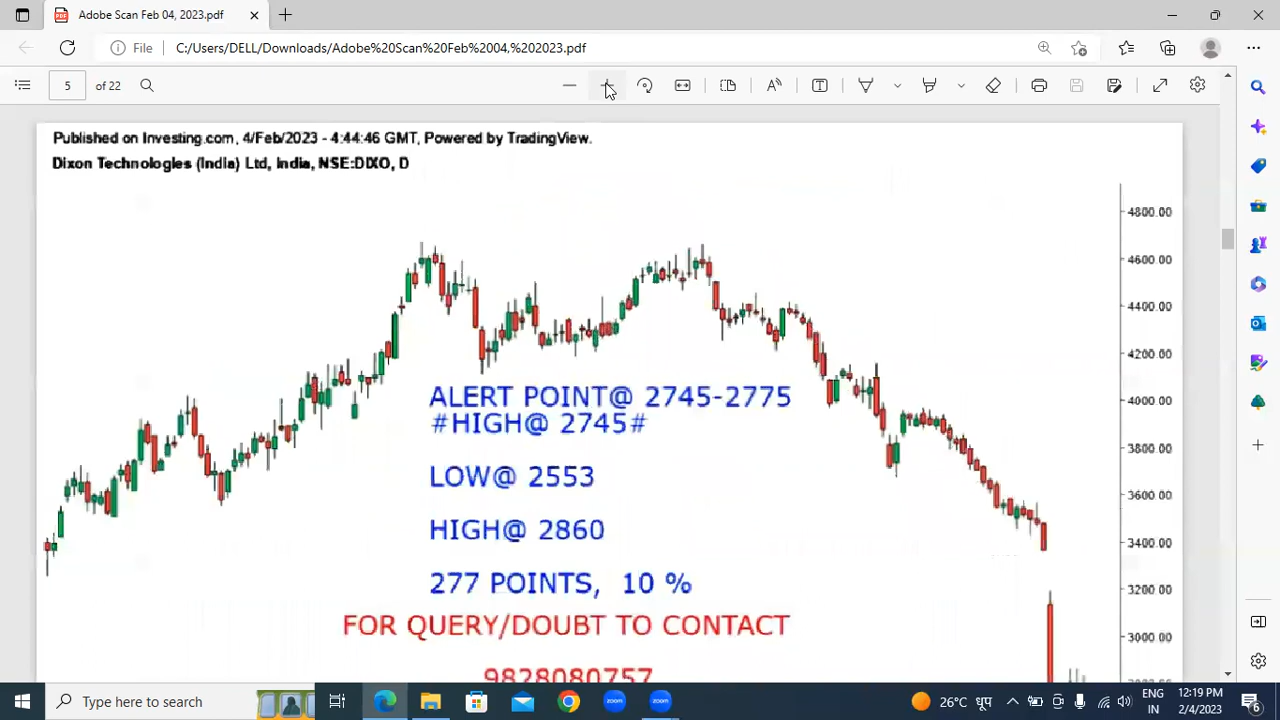 Adobe Scan Feb 04, 2023.pdf
File
C:/Users/DELL/Downloads/Adobe%20Scan%20Feb%2004,%202023.pdf
5
of 22
Published on Investing.com, 4/Feb/2023 - 4:44:46 GMT, Powered by TradingView.
Dixon Technologies (India) Ltd, India, NSE:DIXO, D
4800.00
4600.00
4400.00
4200.00
4000.00
3800.00
3600.00
3400.00
3200.00
3000.00
ALERT POINT@ 2745-2775
#HIGH@ 2745#
LOW@ 2553
HIGH@ 2860
277 POINTS, 10 %
FOR QUERY/DOUBT TO CONTACT
9828080757
Type here to search
zoom
zoom
26°C धूप
ENG
IN
12:19 PM
2/4/2023
6